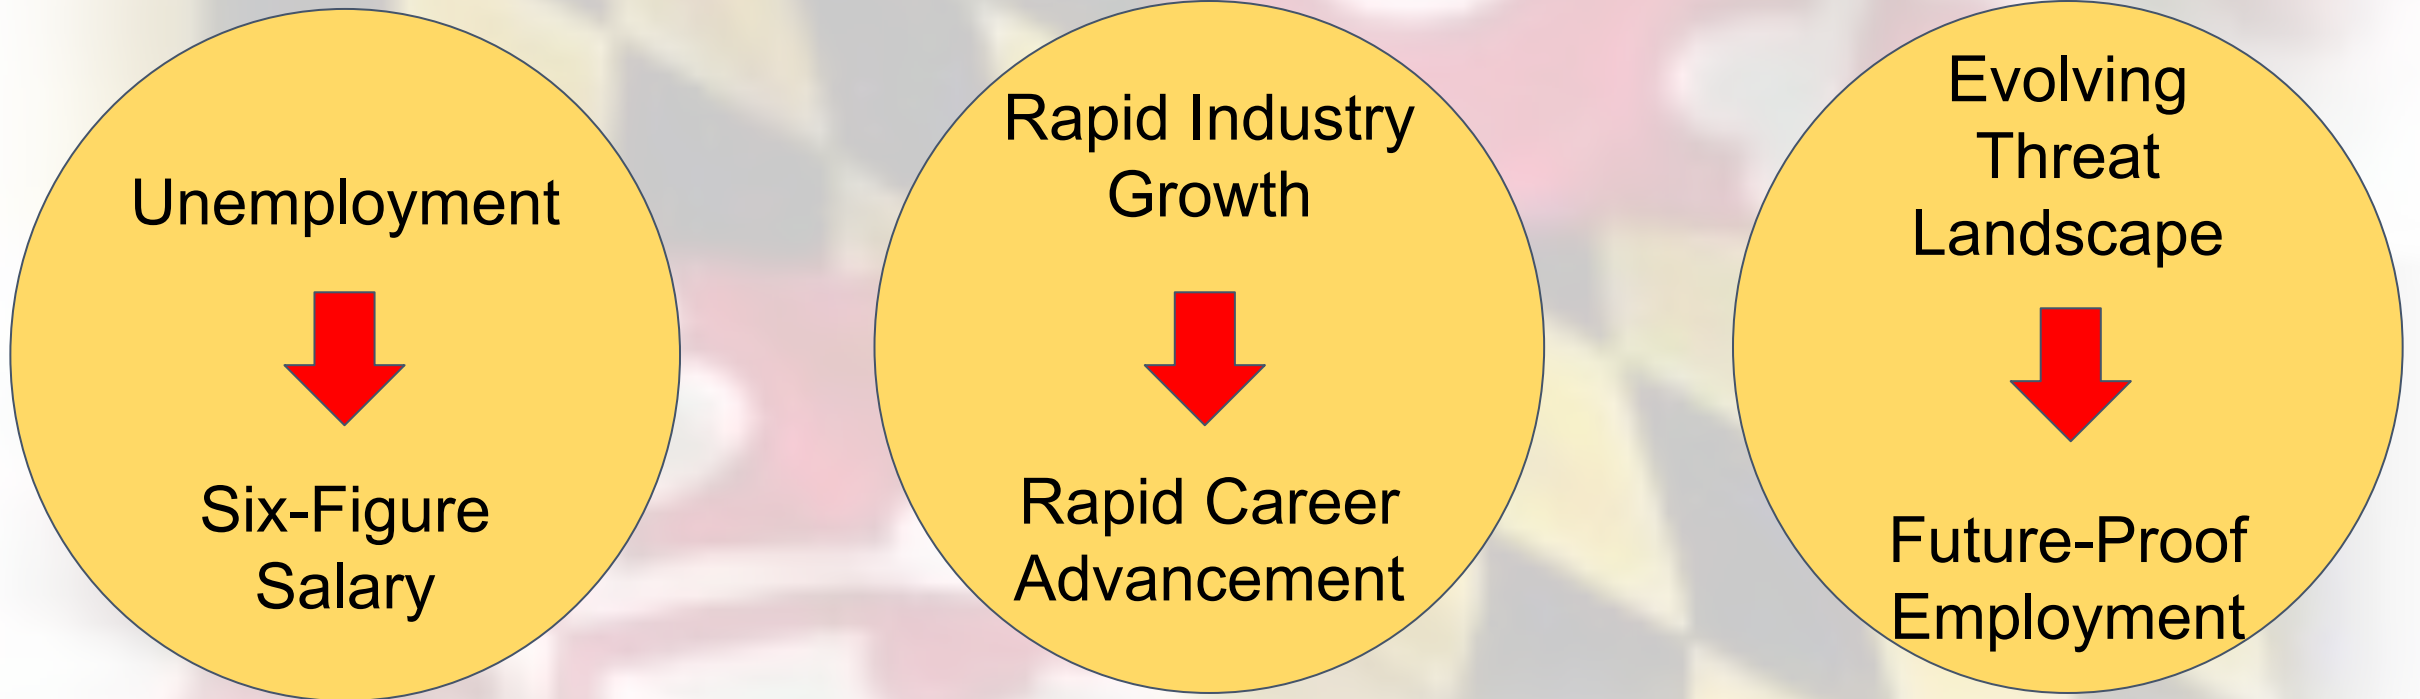 Unemployment
Six-Figure
Salary
Rapid Industry
Growth
Rapid Career
Advancement
Evolving
Threat
Landscape
Future-Proof
Employment